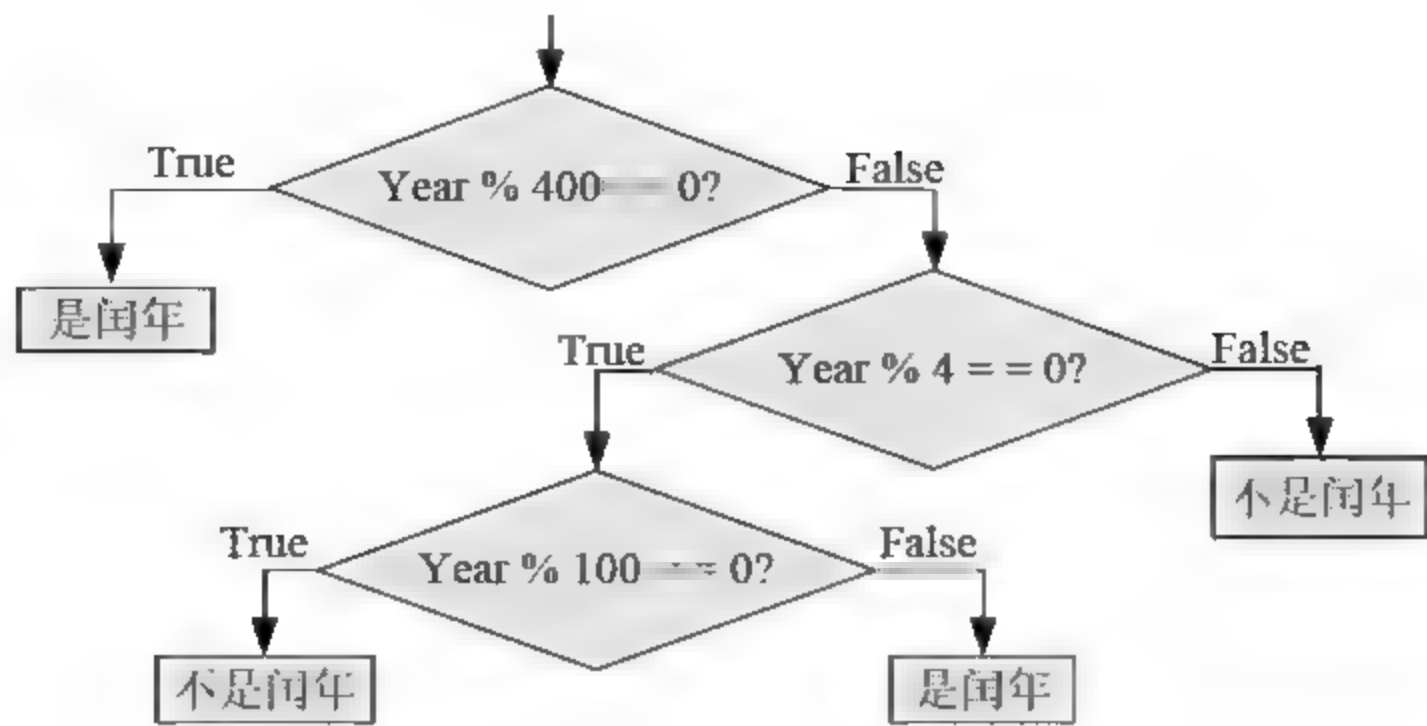 True
Year % 400 == 0?
False
是闰年
True
Year % 4 = = 0?
False
不是闰年
True
Year % 100 == 0?
False
不是闰年
是闰年